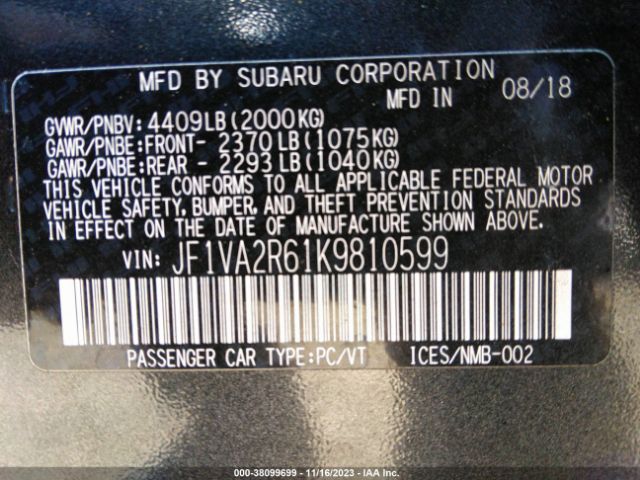 MFD BY SUBARU CORPORATION
MFD IN 08/18
GVWR/PNBV: 4409LB(2000KG)
GAWR/PNBE:FRONT- 2370LB(1075KG)
GAWR/PNBE:REAR - 2293LB(1040KG)
THIS VEHICLE CONFORMS TO ALL APPLICABLE FEDERAL MOTOR
VEHICLE SAFETY, BUMPER, AND THEFT PREVENTION STANDARDS
IN EFFECT ON THE DATE OF MANUFACTURE SHOWN ABOVE.
VIN: JF1VA2R61K9810599
PASSENGER CAR TYPE:PC/VT ICES/NMB-002
000-38099699 - 11/16/2023 - IAA Inc.